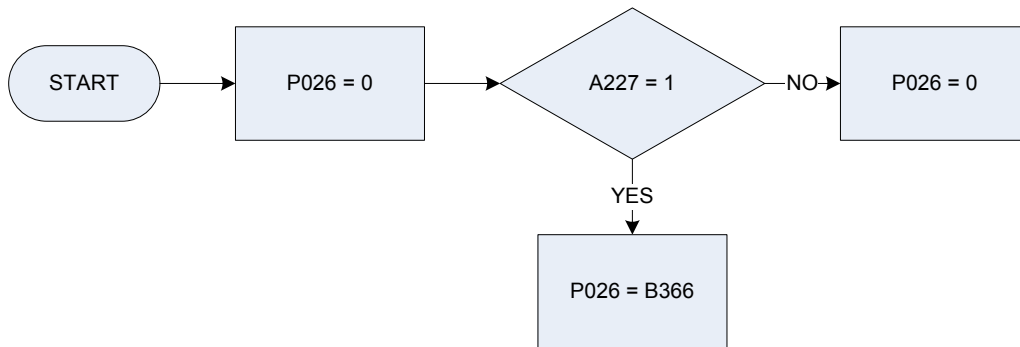 START
P026 = 0
A227 = 1
NO
P026 = 0
YES
P026 = B366